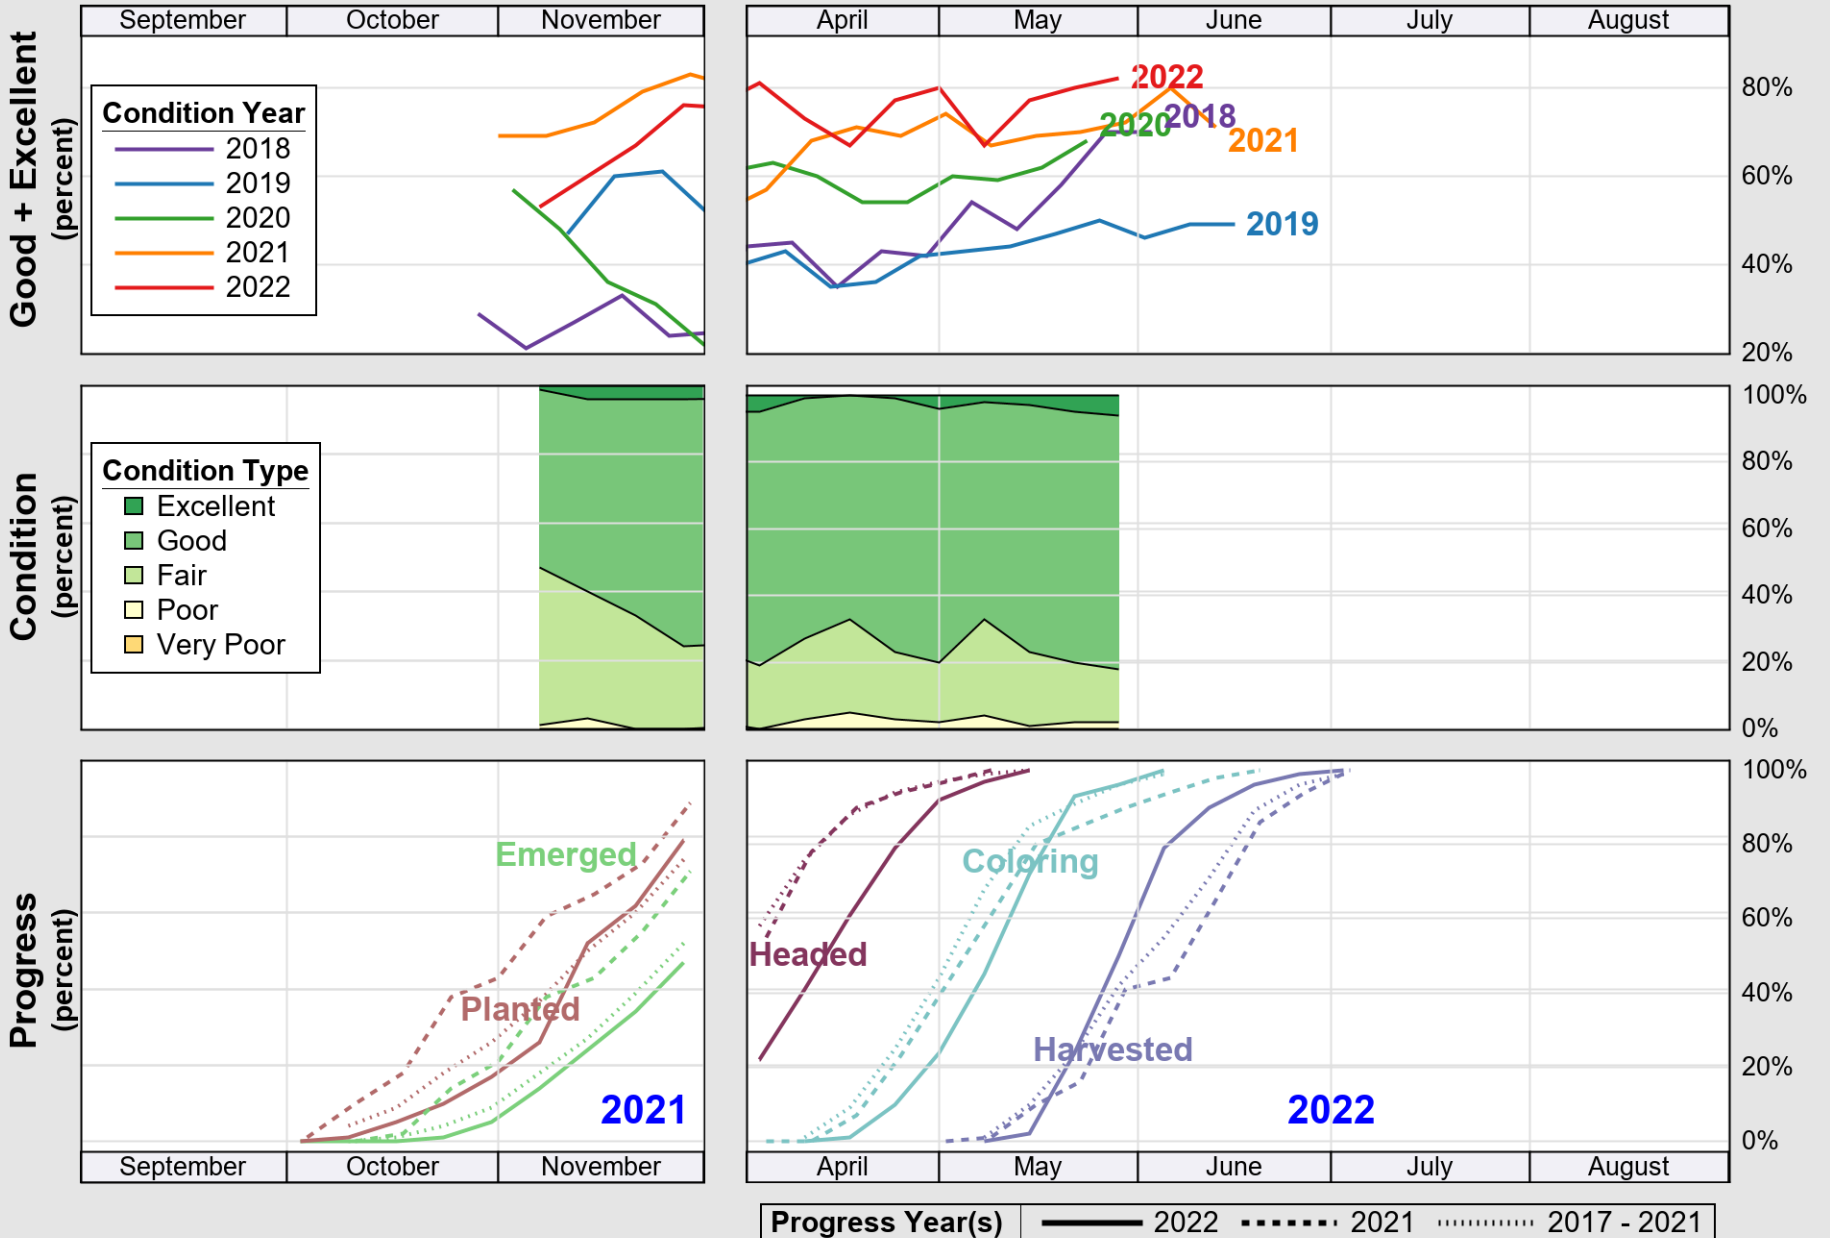 September October November April May June July August
Good + Excellent
(percent)
Condition Year
2018
2019
2020
2021
2022
2022
2020
2018
2021
2019
80%
60%
40%
20%
Condition
(percent)
Condition Type
Excellent
Good
Fair
Poor
Very Poor
100%
80%
60%
40%
20%
0%
Progress
(percent)
Emerged
Planted
2021
Headed
Coloring
Harvested
2022
100%
80%
60%
40%
20%
0%
September October November April May June July August
Progress Year(s) 2022 2021 2017 - 2021